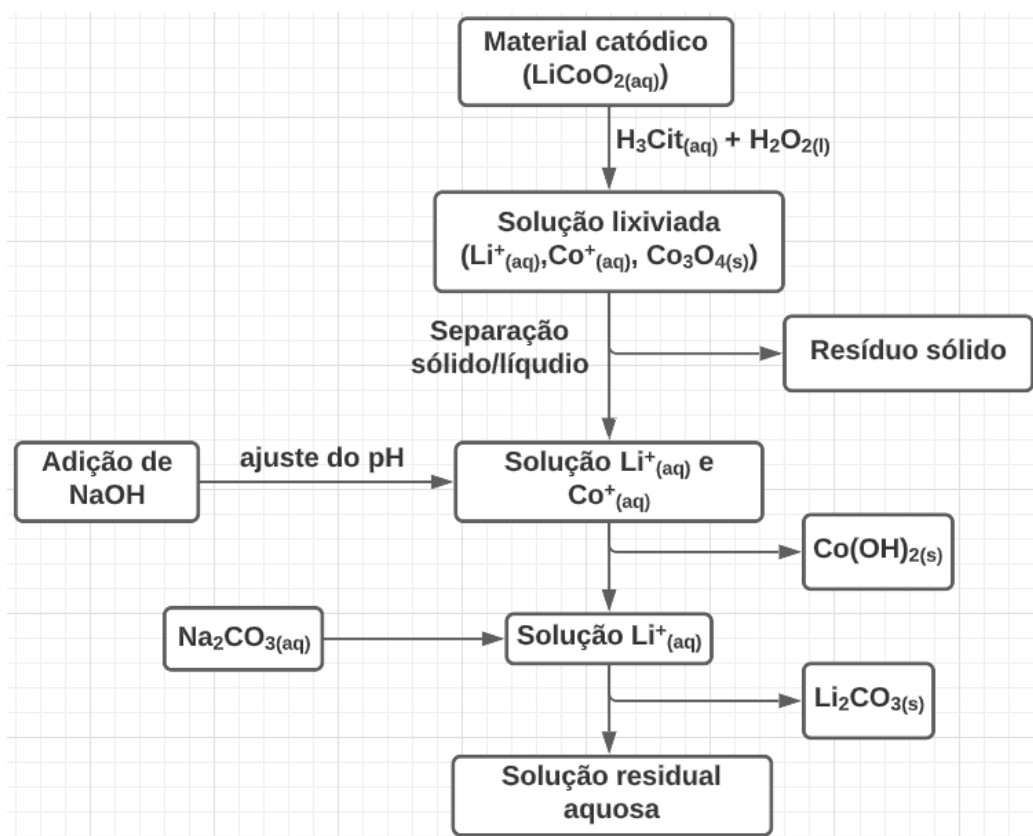 Material catódico
(LiCoO₂₍aq₎)
H₃Cit₍aq₎ + H₂O₂₍l₎
Solução lixiviada
(Li⁺₍aq₎,Co⁺₍aq₎, Co₃O₄₍s₎)
Separação
sólido/líqudio
Resíduo sólido
Adição de
NaOH
ajuste do pH
Solução Li⁺₍aq₎ e
Co⁺₍aq₎
Co(OH)₂₍s₎
Na₂CO₃₍aq₎
Solução Li⁺₍aq₎
Li₂CO₃₍s₎
Solução residual
aquosa